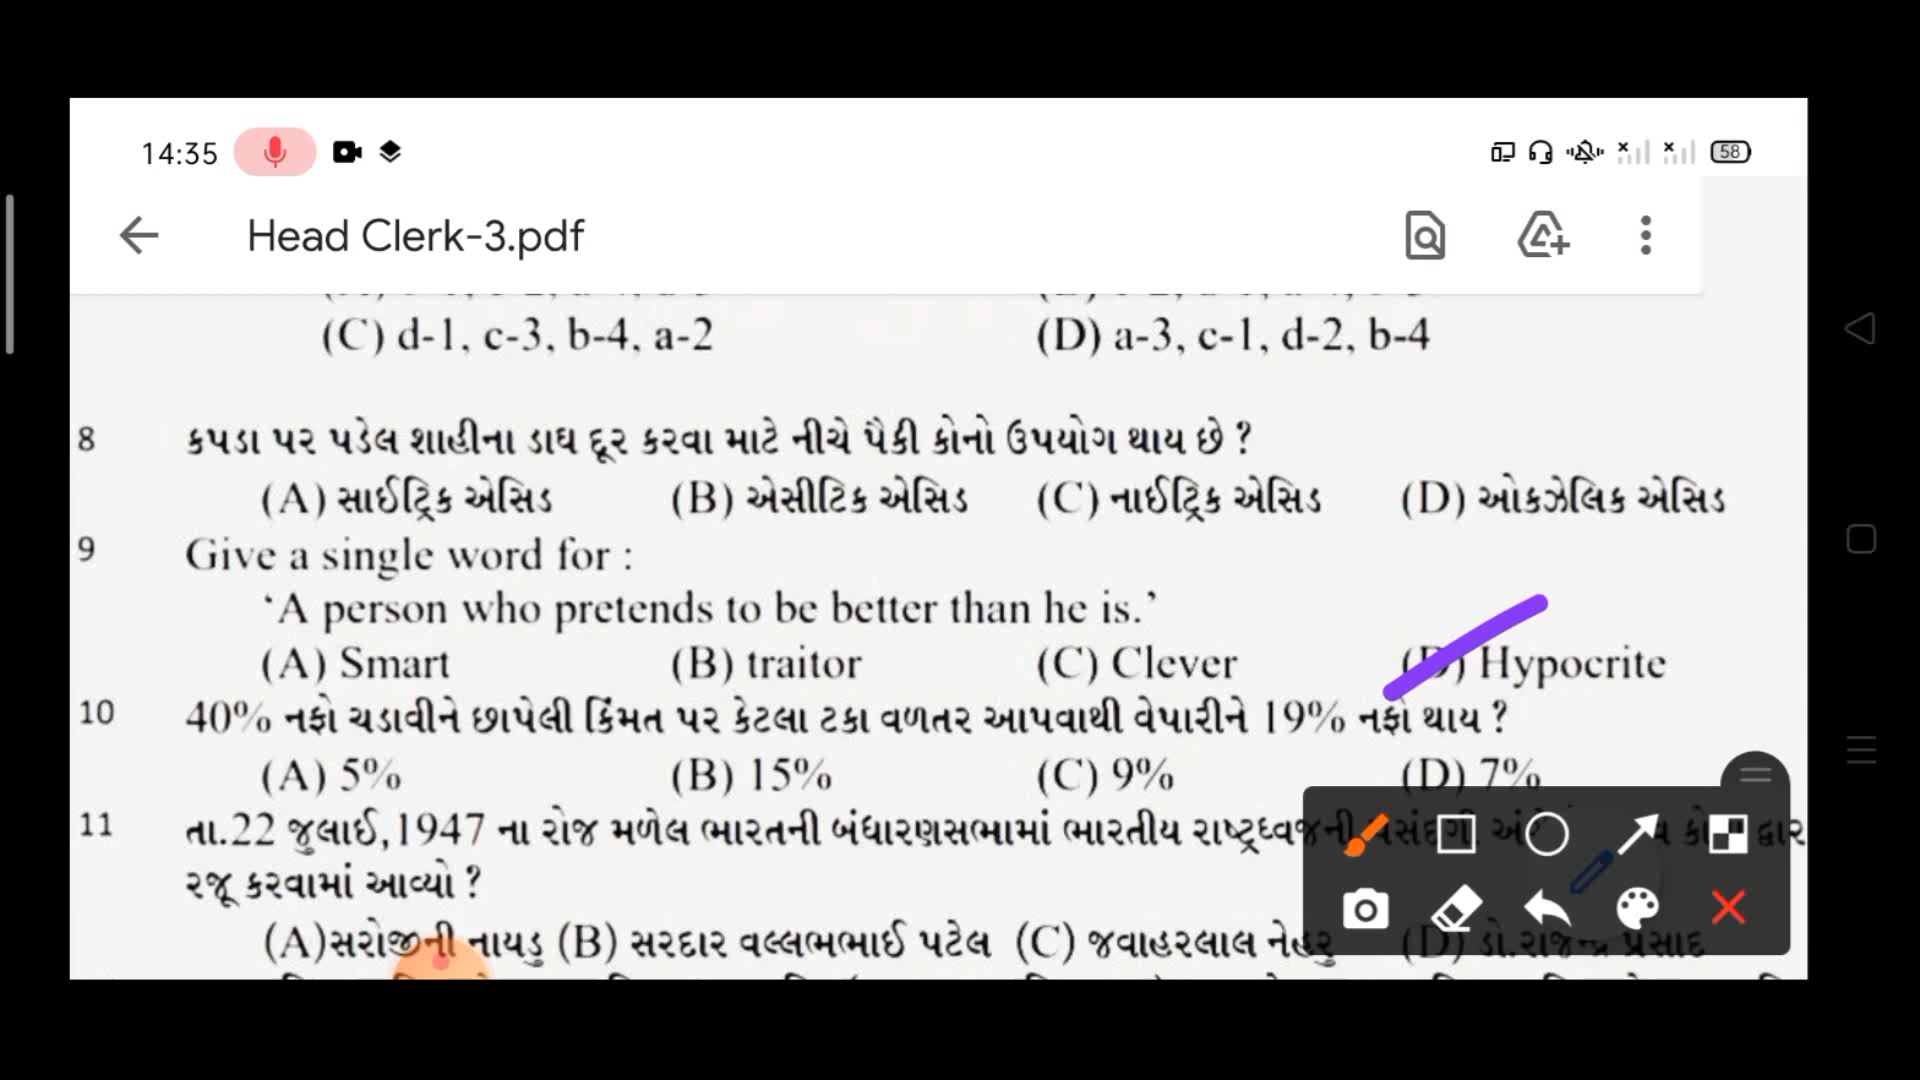 14:35
58
Head Clerk-3.pdf
(C) d-1, c-3, b-4, a-2 (D) a-3, c-1, d-2, b-4
8 કપડા પર પડેલ શાહીના ડાઘ દૂર કરવા માટે નીચે પૈકી કોનો ઉપયોગ થાય છે ?
(A) સાઈટ્રિક એસિડ (B) એસીટિક એસિડ (C) નાઈટ્રિક એસિડ (D) ઓકઝેલિક એસિડ
9 Give a single word for :
‘A person who pretends to be better than he is.’
(A) Smart (B) traitor (C) Clever (D) Hypocrite
10 40% નફો ચડાવીને છાપેલી કિંમત પર કેટલા ટકા વળતર આપવાથી વેપારીને 19% નફો થાય ?
(A) 5% (B) 15% (C) 9% (D) 7%
11 તા.22 જુલાઈ,1947 ના રોજ મળેલ ભારતની બંધારણસભામાં ભારતીય રાષ્ટ્રધ્વજની
રજૂ કરવામાં આવ્યો ?
(A)સરોજીની નાયડુ (B) સરદાર વલ્લભભાઈ પટેલ (C) જવાહરલાલ નેહરુ (D) ડૉ.રાજેન્દ્ર પ્રસાદ